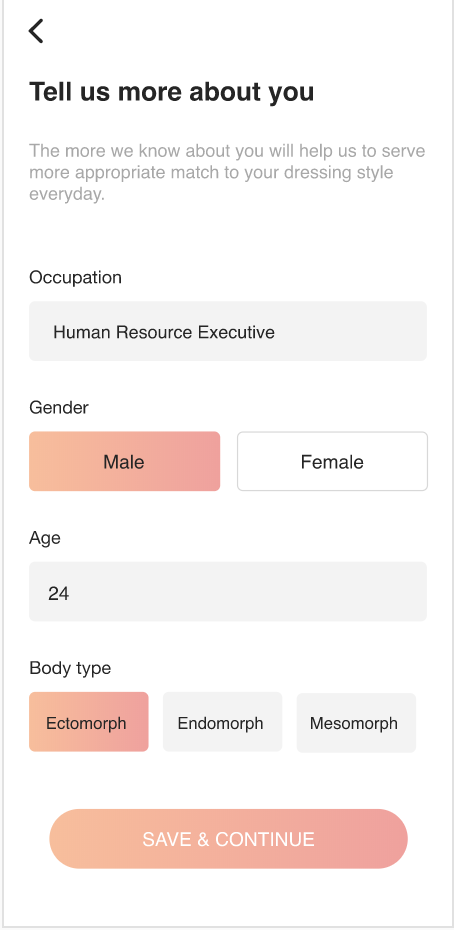 Tell us more about you
The more we know about you will help us to serve
more appropriate match to your dressing style
everyday.
Occupation
Human Resource Executive
Gender
Male Female
Age
24
Body type
Ectomorph Endomorph Mesomorph
SAVE & CONTINUE